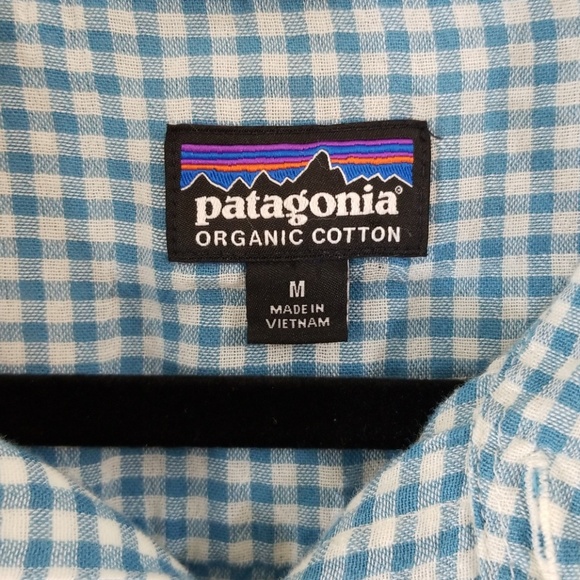 patagonia®
ORGANIC COTTON
M
MADE IN
VIETNAM